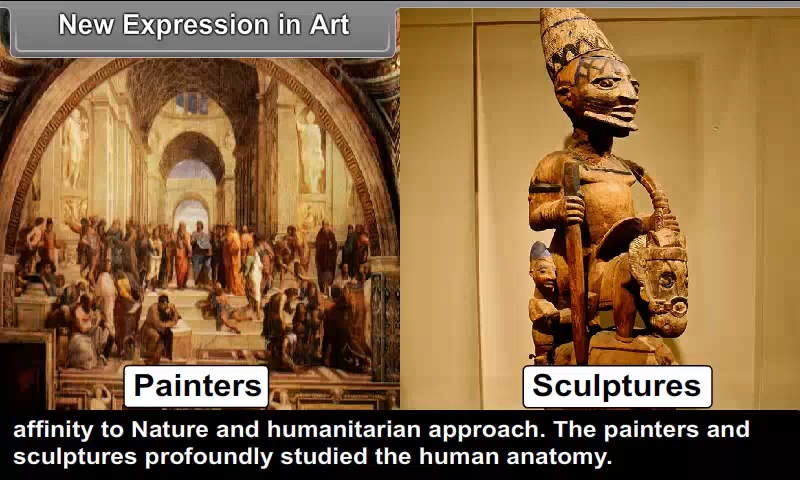 New Expression in Art
Painters
Sculptures
affinity to Nature and humanitarian approach. The painters and
sculptures profoundly studied the human anatomy.